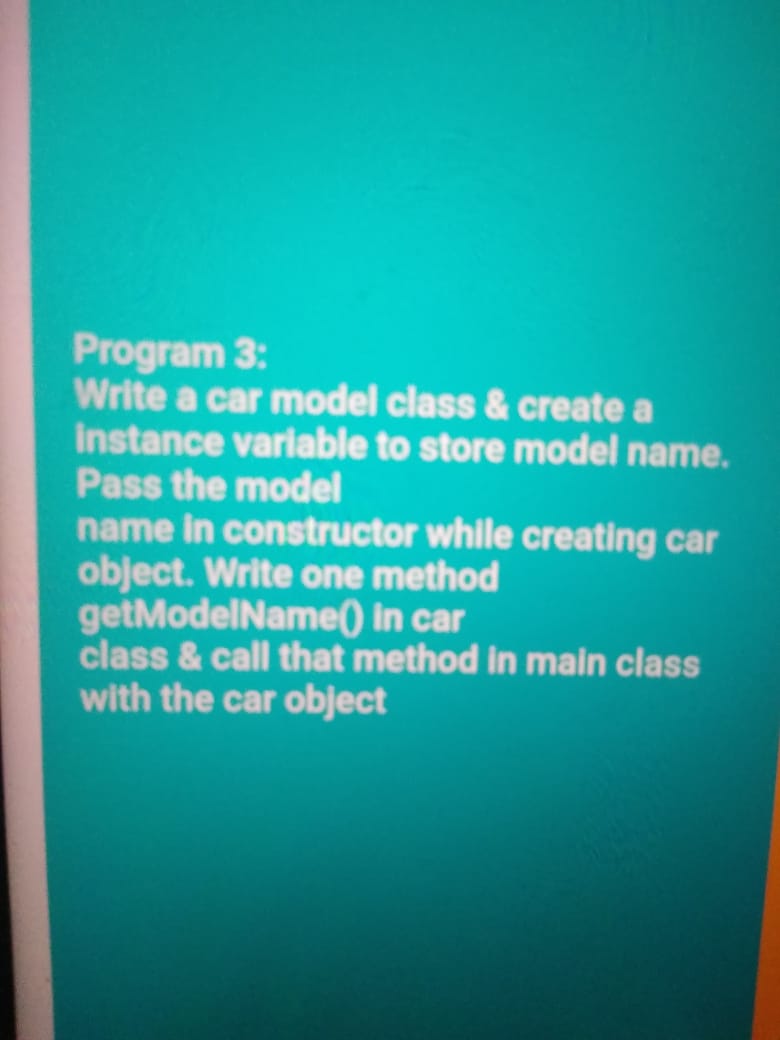 Program 3:
Write a car model class & create a
instance variable to store model name.
Pass the model
name in constructor while creating car
object. Write one method
getModelName() in car
class & call that method in main class
with the car object